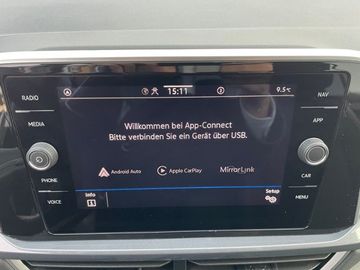 15:11
9.5°C
RADIO
NAV
MEDIA
APP
Willkommen bei App-Connect
Bitte verbinden Sie ein Gerät über USB.
Android Auto
Apple CarPlay
MirrorLink
PHONE
CAR
Info
Setup
VOICE
MENU